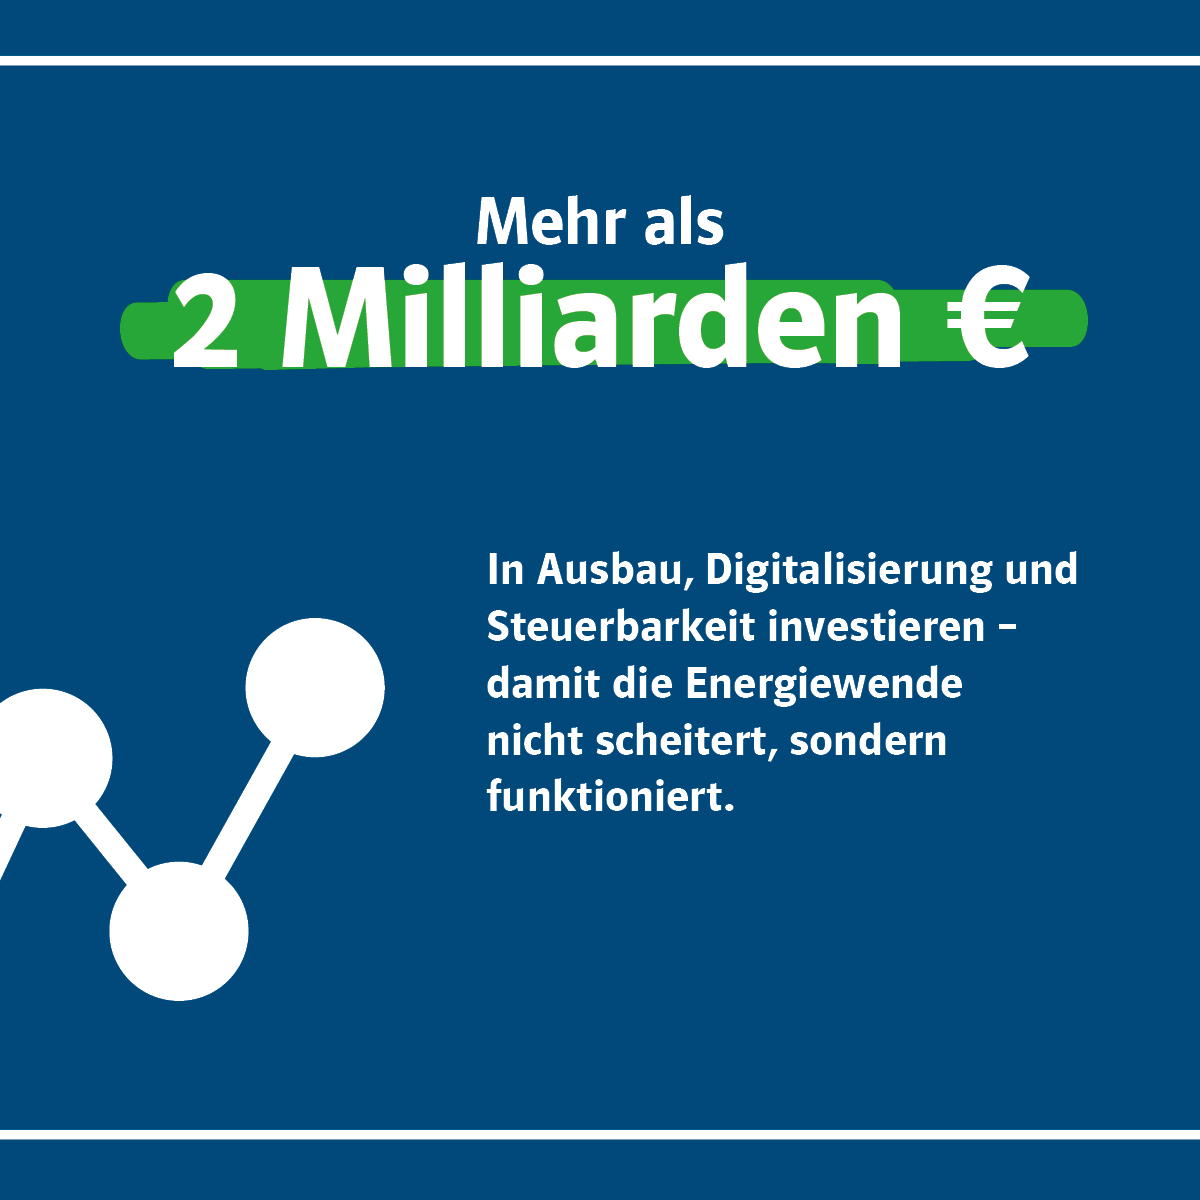 Mehr als
2 Milliarden €
In Ausbau, Digitalisierung und
Steuerbarkeit investieren –
damit die Energiewende
nicht scheitert, sondern
funktioniert.